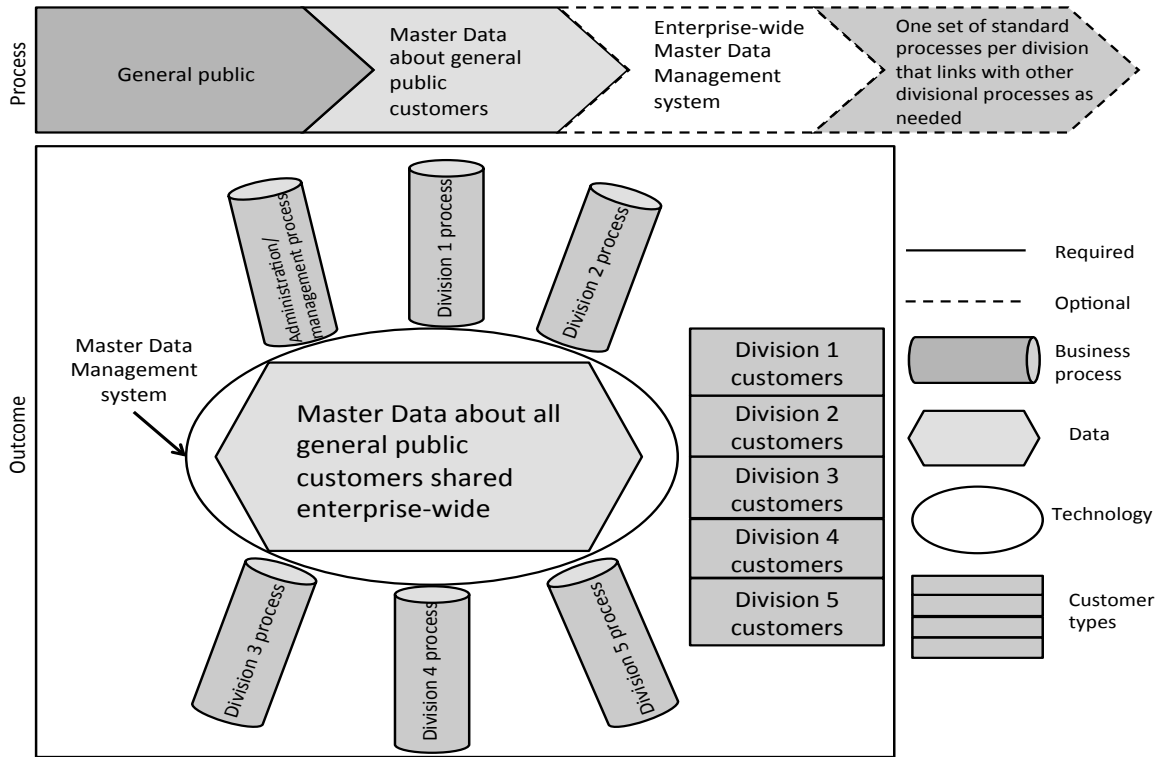 Process
General public
Master Data
about general
public
customers
Enterprise-wide
Master Data
Management
system
One set of standard
processes per division
that links with other
divisional processes as
needed
Outcome
Administration/
management process
Division 1 process
Division 2 process
Master Data
Management
system
Master Data about all
general public
customers shared
enterprise-wide
Division 3 process
Division 4 process
Division 5 process
Division 1
customers
Division 2
customers
Division 3
customers
Division 4
customers
Division 5
customers
Required
Optional
Business
process
Data
Technology
Customer
types